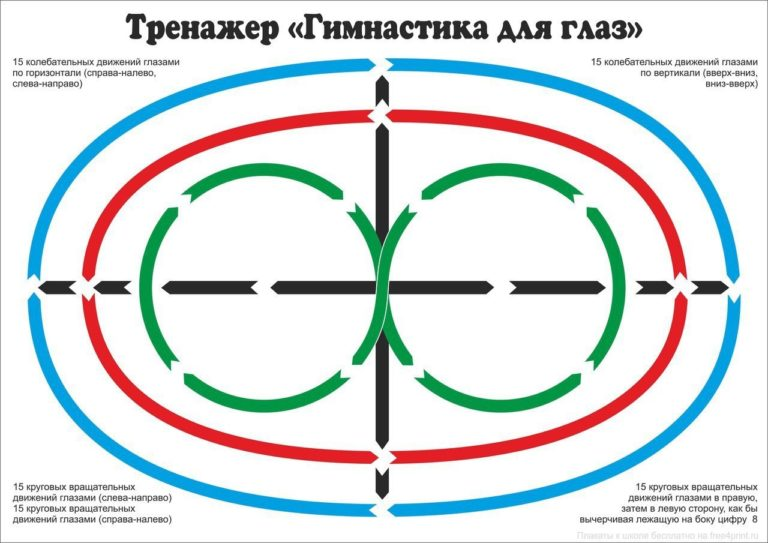 Тренажер «Гимнастика для глаз»
15 колебательных движений глазами
по горизонтали (справа-налево,
слева-направо)
15 колебательных движений глазами
по вертикали (вверх-вниз,
вниз-вверх)
15 круговых вращательных
движений глазами (слева-направо)
15 круговых вращательных
движений глазами (справа-налево)
15 круговых вращательных
движений глазами в правую,
затем в левую сторону, как бы
вычерчивая лежащую на боку цифру 8
Плакаты к школе бесплатно на free4print.ru